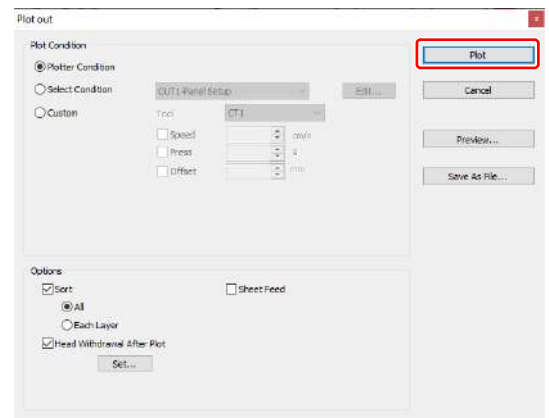 Plot out
Plot Condition
Plotter Condition
Select Condition
CUT1-Panel Setup
Edit...
Custom
Tool
CT1
Speed
cm/s
Press
g
Offset
mm
Plot
Cancel
Preview...
Save As File...
Options
Sort
Sheet Feed
All
Each Layer
Head Withdrawal After Plot
Set...